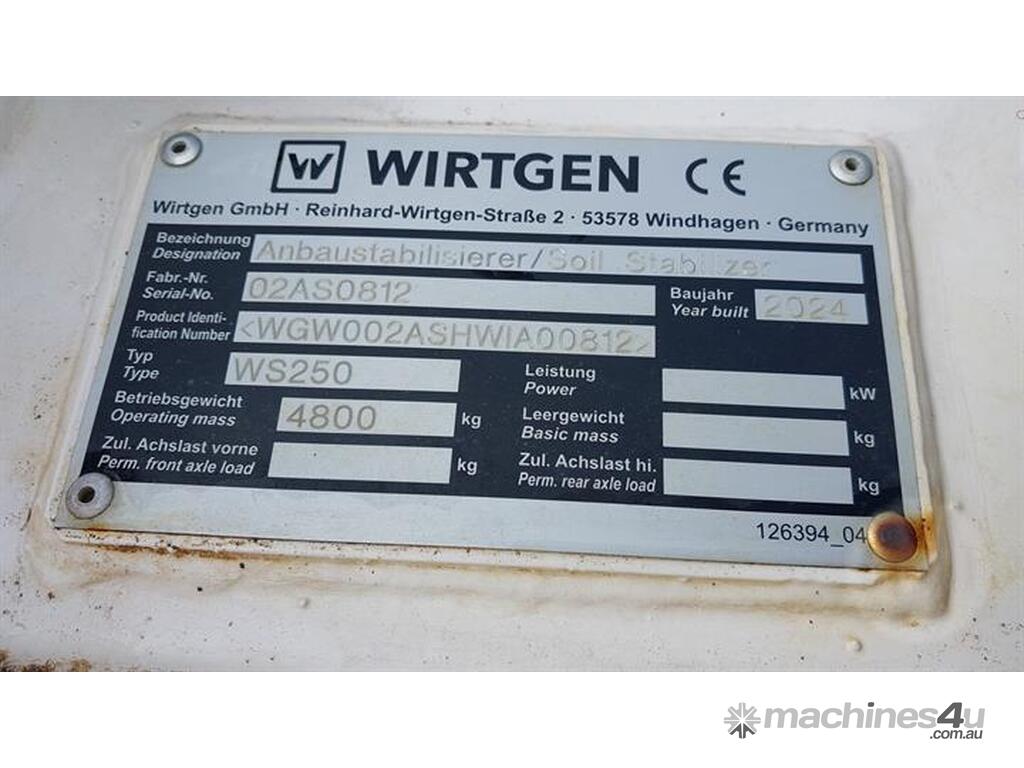 W WIRTGEN CE
Wirtgen GmbH · Reinhard-Wirtgen-Straße 2 · 53578 Windhagen · Germany
Bezeichnung
Designation
Anbaustabilisierer/Soil Stabilizer
Fabr.-Nr.
Serial-No.
02AS0812
Baujahr
Year built
2024
Product Identi-
fication Number
<WGW002ASHWIA00812>
Typ
Type
WS250
Leistung
Power
kW
Betriebsgewicht
Operating mass
4800
kg
Leergewicht
Basic mass
kg
Zul. Achslast vorne
Perm. front axle load
kg
Zul. Achslast hi.
Perm. rear axle load
kg
126394_04
machines4u
.com.au